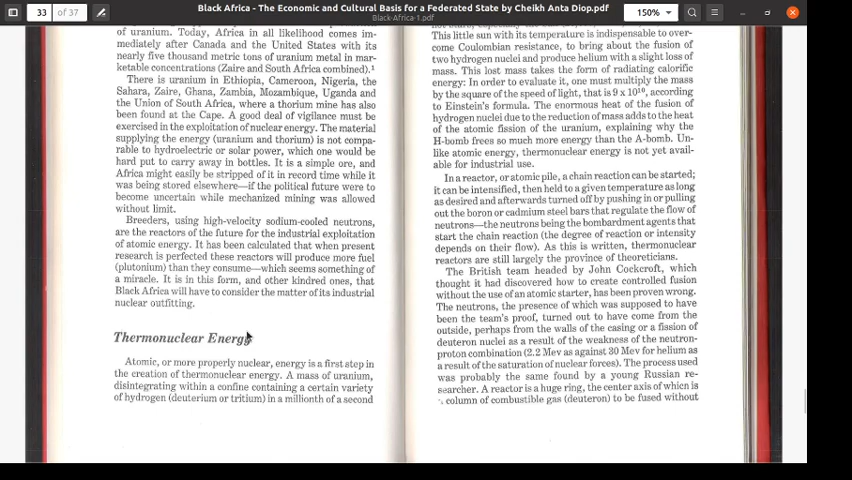 33 of 37
Black Africa - The Economic and Cultural Basis for a Federated State by Cheikh Anta Diop.pdf
Black-Africa-1.pdf
150%
of uranium. Today, Africa in all likelihood comes im-
mediately after Canada and the United States with its
nearly five thousand metric tons of uranium metal in mar-
ketable concentrations (Zaire and South Africa combined).¹
There is uranium in Ethiopia, Cameroon, Nigeria, the
Sahara, Zaire, Ghana, Zambia, Mozambique, Uganda and
the Union of South Africa, where a thorium mine has also
been found at the Cape. A good deal of vigilance must be
exercised in the exploitation of nuclear energy. The material
supplying the energy (uranium and thorium) is not compa-
rable to hydroelectric or solar power, which one would be
hard put to carry away in bottles. It is a simple ore, and
Africa might easily be stripped of it in record time while it
was being stored elsewhere—if the political future were to
become uncertain while mechanized mining was allowed
without limit.
Breeders, using high-velocity sodium-cooled neutrons,
are the reactors of the future for the industrial exploitation
of atomic energy. It has been calculated that when present
research is perfected these reactors will produce more fuel
(plutonium) than they consume—which seems something of
a miracle. It is in this form, and other kindred ones, that
Black Africa will have to consider the matter of its industrial
nuclear outfitting.
Thermonuclear Energy
Atomic, or more properly nuclear, energy is a first step in
the creation of thermonuclear energy. A mass of uranium,
disintegrating within a confine containing a certain variety
of hydrogen (deuterium or tritium) in a millionth of a second
This little sun with its temperature is indispensable to over-
come Coulombian resistance, to bring about the fusion of
two hydrogen nuclei and produce helium with a slight loss of
mass. This lost mass takes the form of radiating calorific
energy: In order to evaluate it, one must multiply the mass
by the square of the speed of light, that is 9 x 10¹⁶, according
to Einstein's formula. The enormous heat of the fusion of
hydrogen nuclei due to the reduction of mass adds to the heat
of the atomic fission of the uranium, explaining why the
H-bomb frees so much more energy than the A-bomb. Un-
like atomic energy, thermonuclear energy is not yet avail-
able for industrial use.
In a reactor, or atomic pile, a chain reaction can be started;
it can be intensified, then held to a given temperature as long
as desired and afterwards turned off by pushing in or pulling
out the boron or cadmium steel bars that regulate the flow of
neutrons—the neutrons being the bombardment agents that
start the chain reaction (the degree of reaction or intensity
depends on their flow). As this is written, thermonuclear
reactors are still largely the province of theoreticians.
The British team headed by John Cockcroft, which
thought it had discovered how to create controlled fusion
without the use of an atomic starter, has been proven wrong.
The neutrons, the presence of which was supposed to have
been the team's proof, turned out to have come from the
outside, perhaps from the walls of the casing or a fission of
deuteron nuclei as a result of the weakness of the neutron-
proton combination (2.2 Mev as against 30 Mev for helium as
a result of the saturation of nuclear forces). The process used
was probably the same found by a young Russian re-
searcher. A reactor is a huge ring, the center axis of which is
column of combustible gas (deuteron) to be fused without